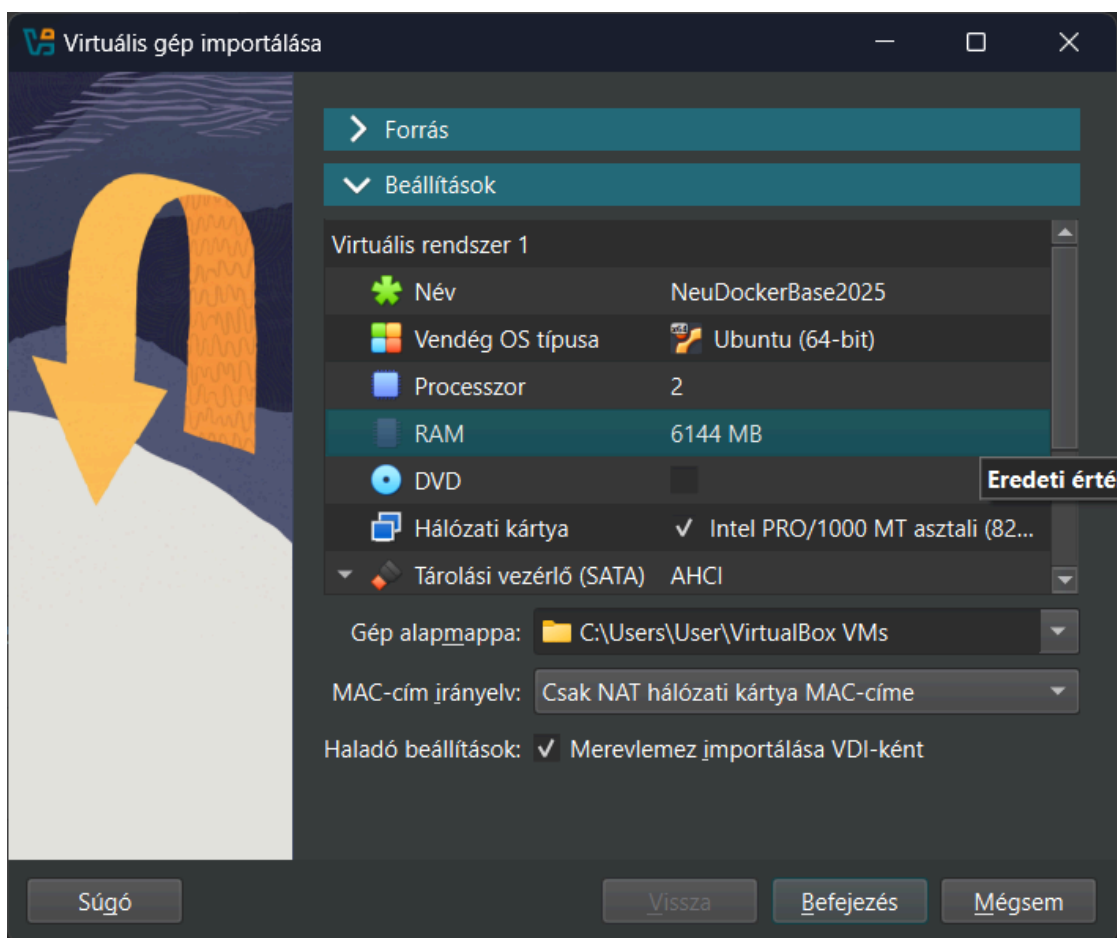 Virtuális gép importálása
Forrás
Beállítások
Virtuális rendszer 1
Név NeuDockerBase2025
Vendég OS típusa Ubuntu (64-bit)
Processzor 2
RAM 6144 MB
DVD
Eredeti érté
Hálózati kártya ✓ Intel PRO/1000 MT asztali (82...
Tárolási vezérlő (SATA) AHCI
Gép alapmappa: C:\Users\User\VirtualBox VMs
MAC-cím irányelv: Csak NAT hálózati kártya MAC-címe
Haladó beállítások: ✓ Merevlemez importálása VDI-ként
Súgó Vissza Befejezés Mégsem